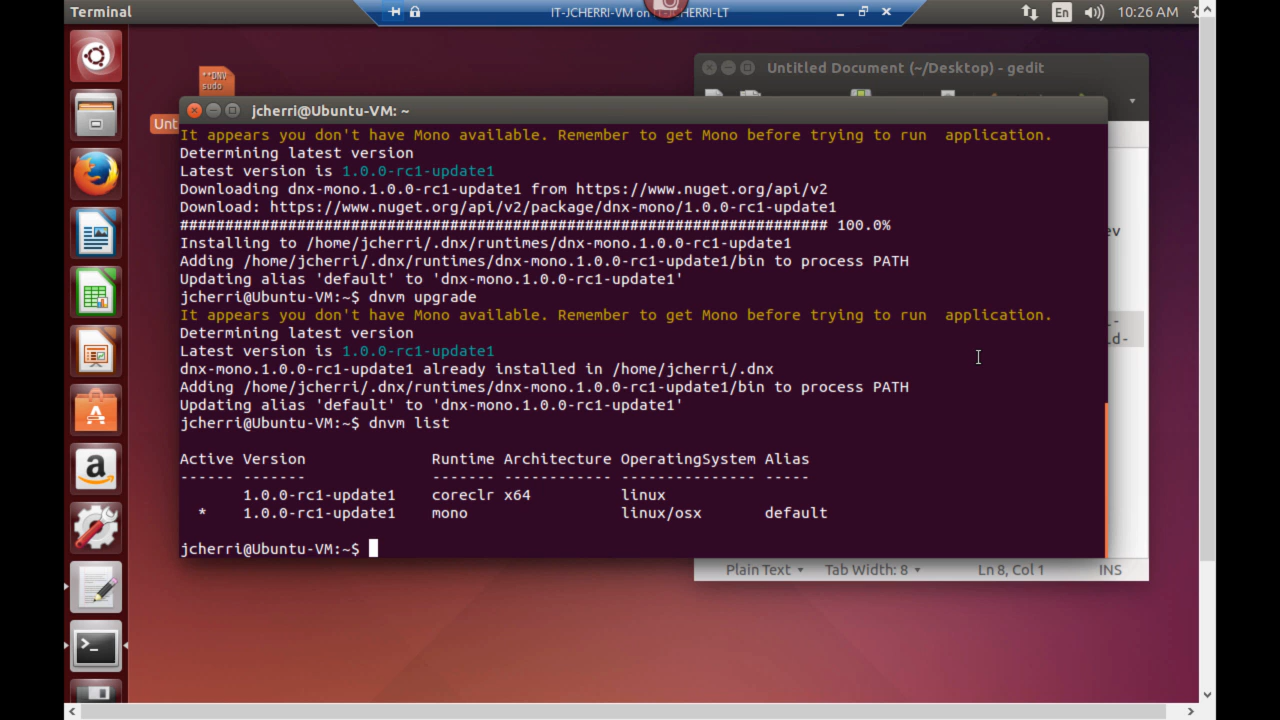 Terminal
IT-JCHERRI-VM on IT-JCHERRI-LT
En
10:26 AM
**DNV
sudo
Unt
Untitled Document (~/Desktop) - gedit
jcherri@Ubuntu-VM: ~
It appears you don't have Mono available. Remember to get Mono before trying to run  application.
Determining latest version
Latest version is 1.0.0-rc1-update1
Downloading dnx-mono.1.0.0-rc1-update1 from https://www.nuget.org/api/v2
Download: https://www.nuget.org/api/v2/package/dnx-mono/1.0.0-rc1-update1
######################################################################## 100.0%
Installing to /home/jcherri/.dnx/runtimes/dnx-mono.1.0.0-rc1-update1
Adding /home/jcherri/.dnx/runtimes/dnx-mono.1.0.0-rc1-update1/bin to process PATH
Updating alias 'default' to 'dnx-mono.1.0.0-rc1-update1'
jcherri@Ubuntu-VM:~$ dnvm upgrade
It appears you don't have Mono available. Remember to get Mono before trying to run  application.
Determining latest version
Latest version is 1.0.0-rc1-update1
dnx-mono.1.0.0-rc1-update1 already installed in /home/jcherri/.dnx
Adding /home/jcherri/.dnx/runtimes/dnx-mono.1.0.0-rc1-update1/bin to process PATH
Updating alias 'default' to 'dnx-mono.1.0.0-rc1-update1'
jcherri@Ubuntu-VM:~$ dnvm list
Active Version Runtime Architecture OperatingSystem Alias
------ ------- ------- ------------ --------------- -----
1.0.0-rc1-update1 coreclr x64 linux
* 1.0.0-rc1-update1 mono linux/osx default
jcherri@Ubuntu-VM:~$
ev
ld-
Plain Text
Tab Width: 8
Ln 8, Col 1
INS